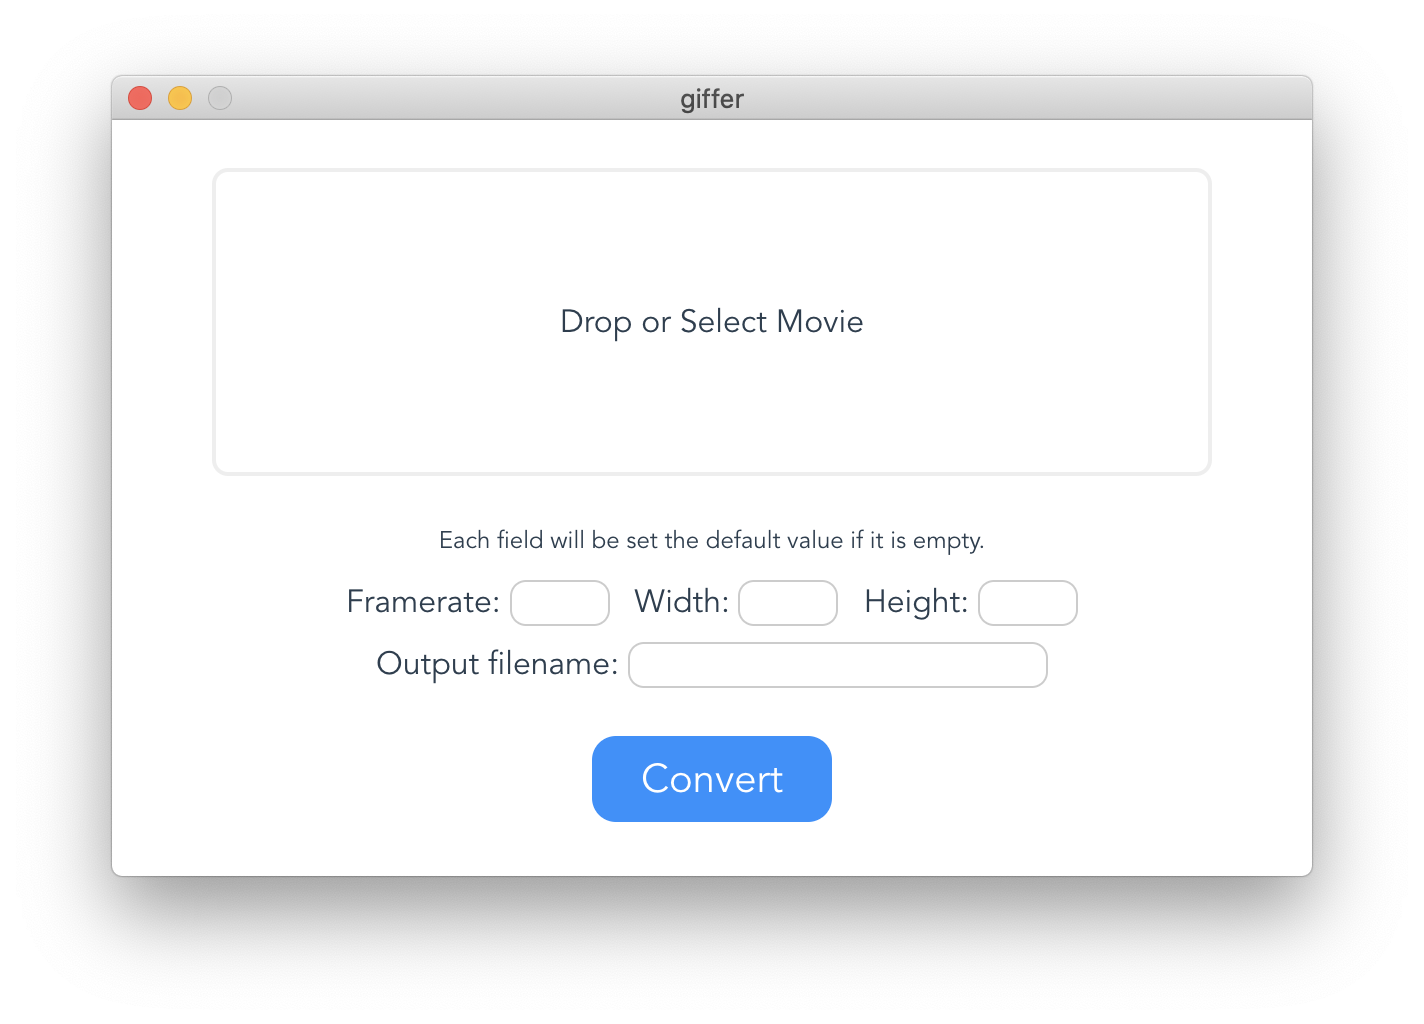 giffer
Drop or Select Movie
Each field will be set the default value if it is empty.
Framerate: Width: Height:
Output filename:
Convert